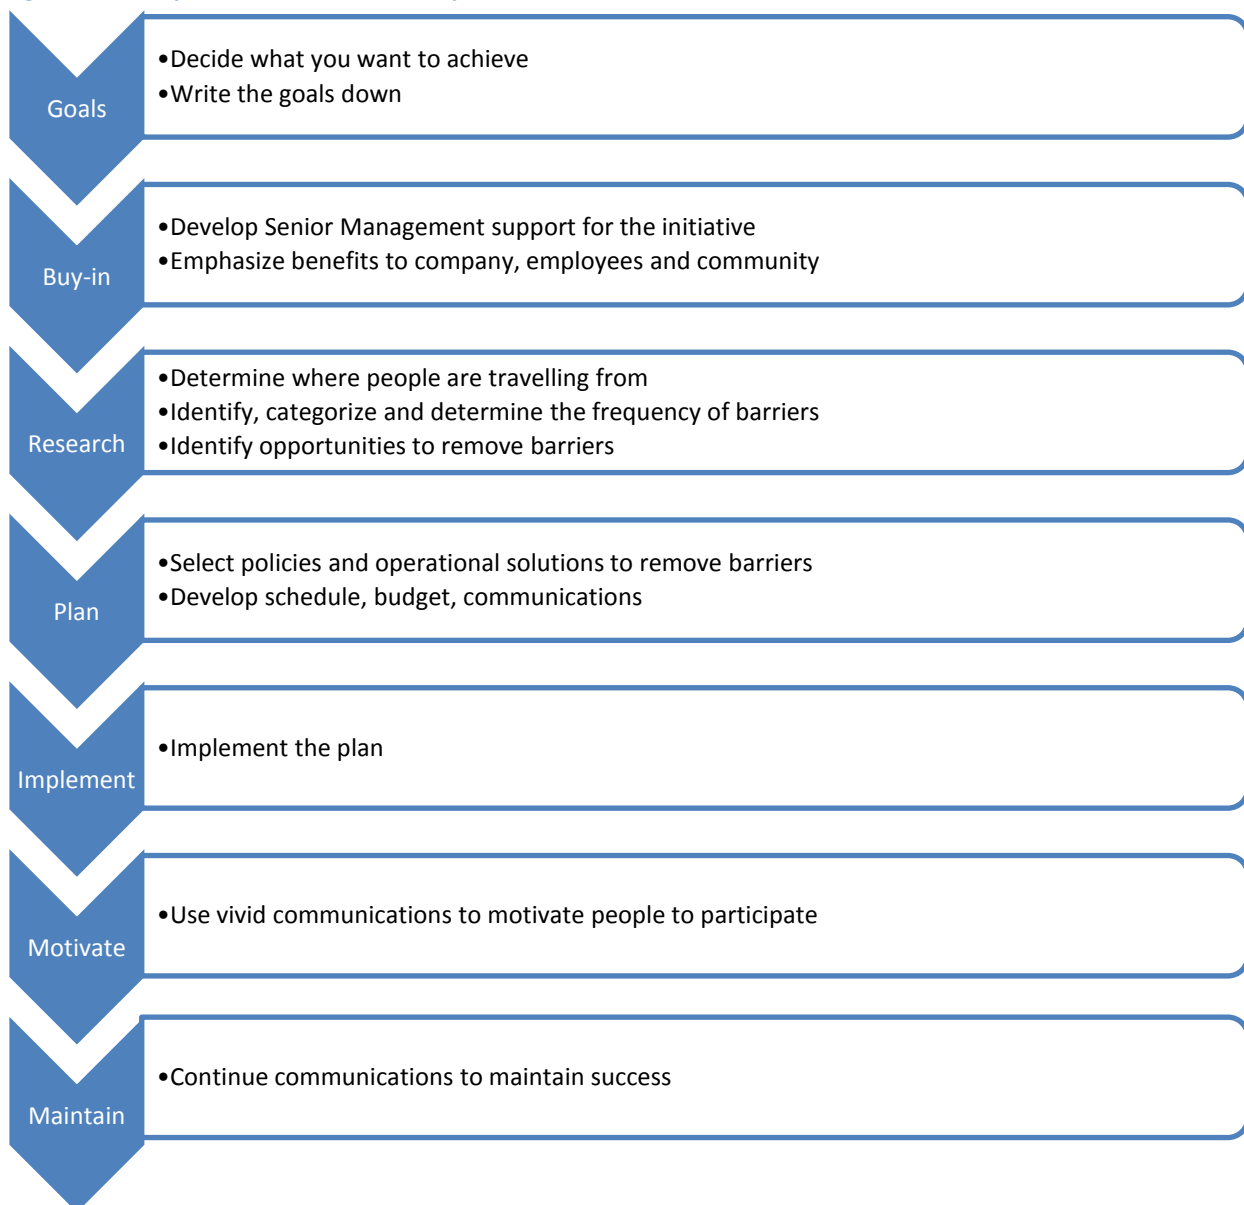 Goals
•Decide what you want to achieve
•Write the goals down
Buy-in
•Develop Senior Management support for the initiative
•Emphasize benefits to company, employees and community
Research
•Determine where people are travelling from
•Identify, categorize and determine the frequency of barriers
•Identify opportunities to remove barriers
Plan
•Select policies and operational solutions to remove barriers
•Develop schedule, budget, communications
Implement
•Implement the plan
Motivate
•Use vivid communications to motivate people to participate
Maintain
•Continue communications to maintain success